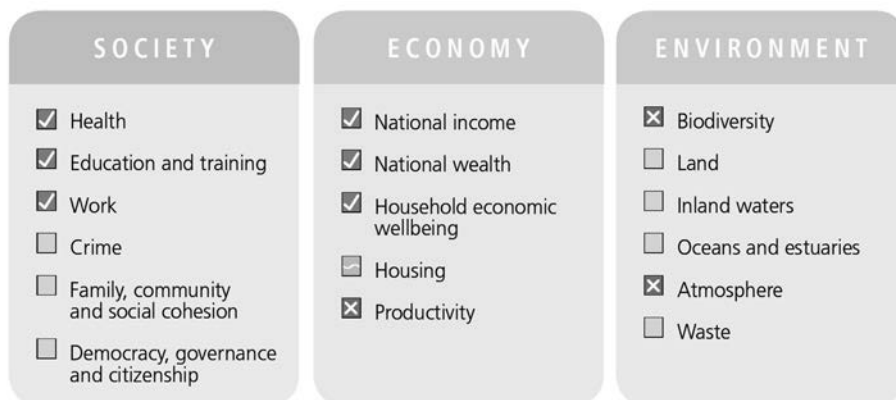 SOCIETY
Health
Education and training
Work
Crime
Family, community
and social cohesion
Democracy, governance
and citizenship
ECONOMY
National income
National wealth
Household economic
wellbeing
Housing
Productivity
ENVIRONMENT
Biodiversity
Land
Inland waters
Oceans and estuaries
Atmosphere
Waste